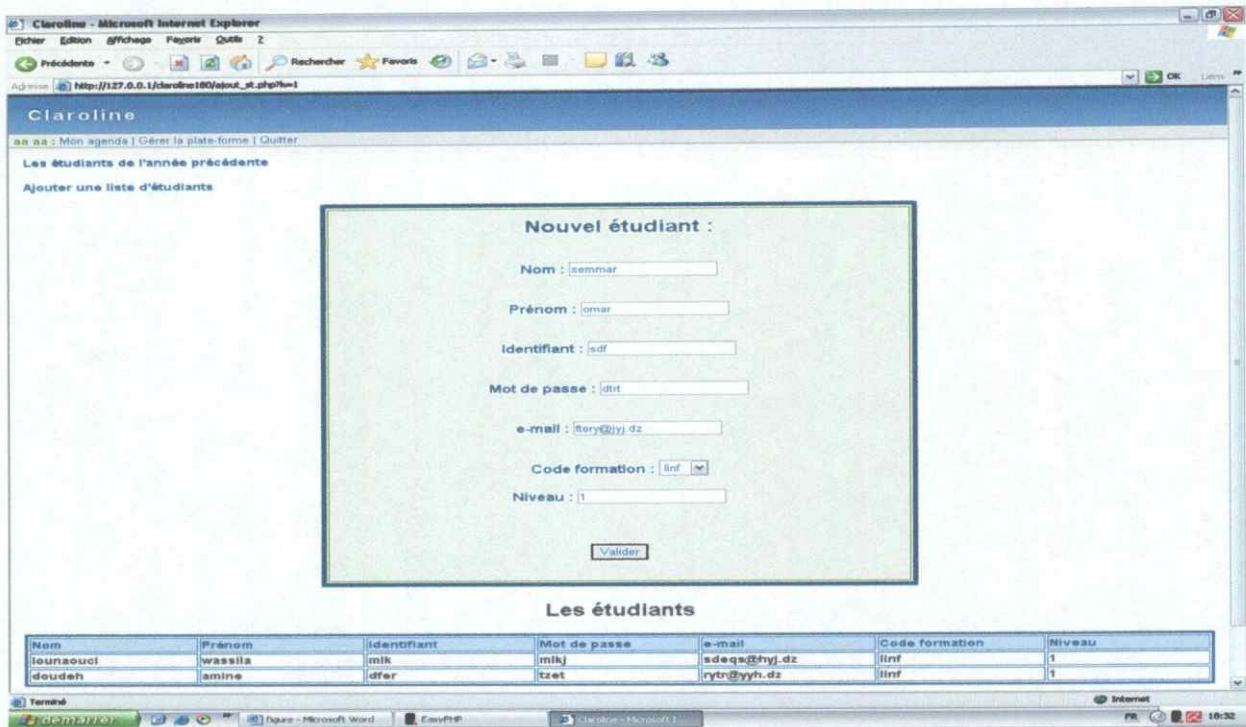 Claroline - Microsoft Internet Explorer
Fichier Edition Affichage Favoris Outils ?
Précédente Rechercher Favoris
Adresse http://127.0.0.1/claroline180/ajout_st.php?lv=1 OK Liens
Claroline
aa aa : Mon agenda | Gérer la plate-forme | Quitter
Les étudiants de l'année précédente
Ajouter une liste d'étudiants
Nouvel étudiant :
Nom : semmar
Prénom : omar
Identifiant : sdf
Mot de passe : dtrt
e-mail : ftery@jyj.dz
Code formation : linf
Niveau : 1
Valider
Les étudiants
Nom Prénom Identifiant Mot de passe e-mail Code formation Niveau
lounaouci wassila mlk mlkj sdeqs@hyj.dz linf 1
doudeh amine dfer tzet rytr@yyh.dz linf 1
Terminé Internet
démarrer figure - Microsoft Word EasyPHP Claroline - Microsoft I... FR 10:32